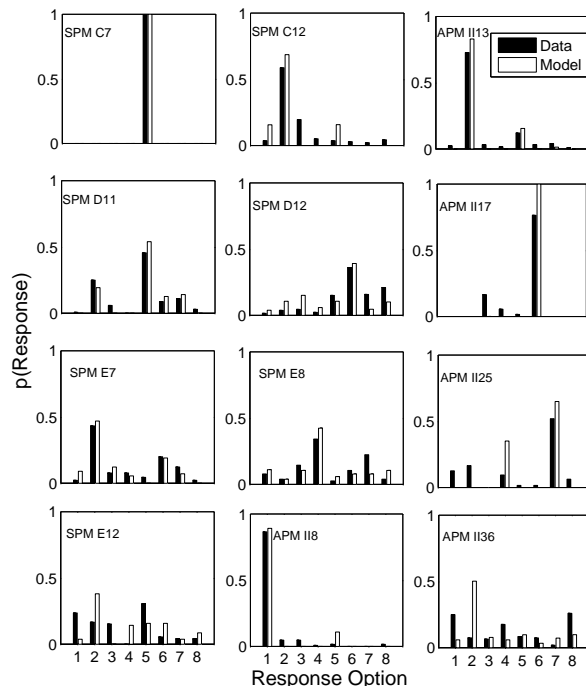 1
0.5
0
SPM C7
1
0.5
0
SPM C12
1
0.5
0
APM II13
Data
Model
1
0.5
0
SPM D11
1
0.5
0
SPM D12
1
0.5
0
APM II17
p(Response)
1
0.5
0
SPM E7
1
0.5
0
SPM E8
1
0.5
0
APM II25
1
0.5
0
SPM E12
1 2 3 4 5 6 7 8
1
0.5
0
APM II8
1 2 3 4 5 6 7 8
1
0.5
0
APM II36
1 2 3 4 5 6 7 8
Response Option